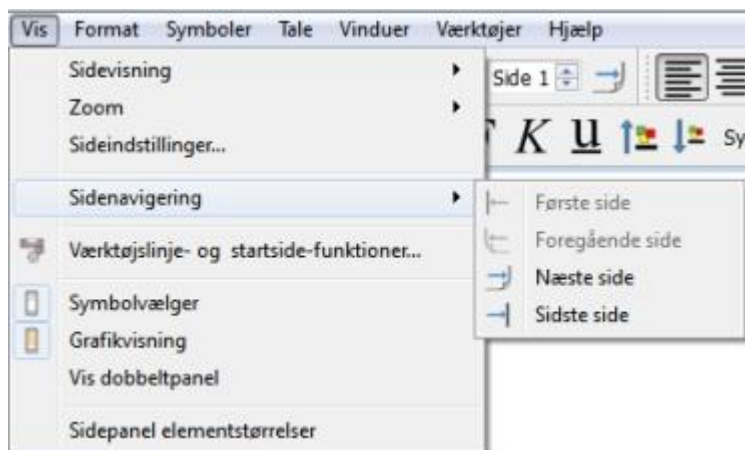 Vis Format Symboler Tale Vinduer Værktøjer Hjælp
Side 1
K u Sy
Sidevisning
Zoom
Sideindstillinger...
Sidenavigering
Første side
Foregående side
Næste side
Sidste side
Værktøjslinje- og startside-funktioner...
Symbolvælger
Grafikvisning
Vis dobbeltpanel
Sidepanel elementstørrelser